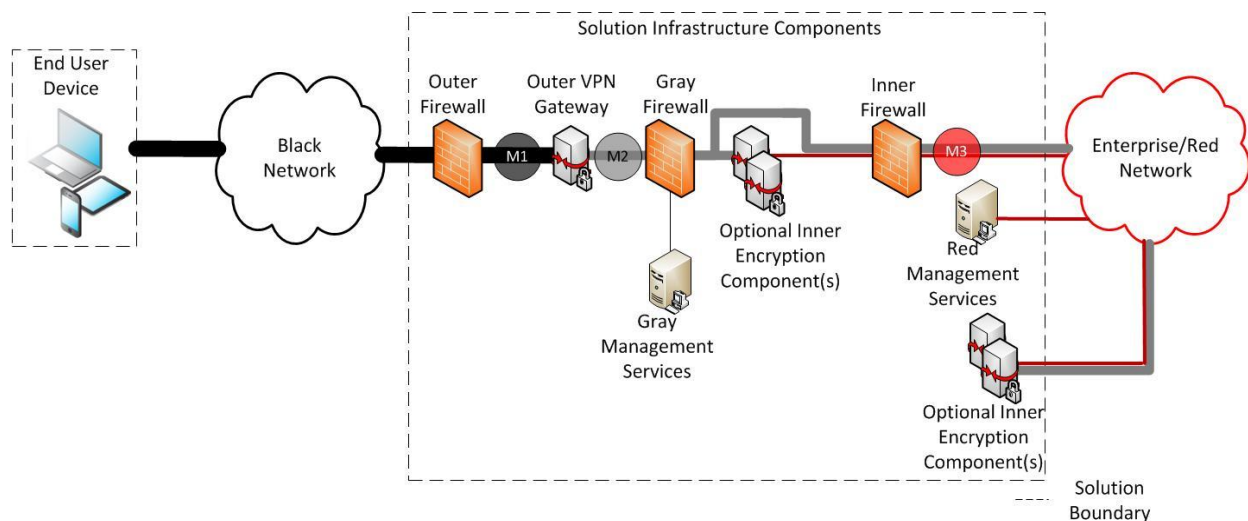 Solution Infrastructure Components
End User
Device
Black
Network
Outer
Firewall
M1
Outer VPN
Gateway
M2
Gray
Firewall
Gray
Management
Services
Optional Inner
Encryption
Component(s)
Inner
Firewall
M3
Red
Management
Services
Optional Inner
Encryption
Component(s)
Enterprise/Red
Network
Solution
Boundary